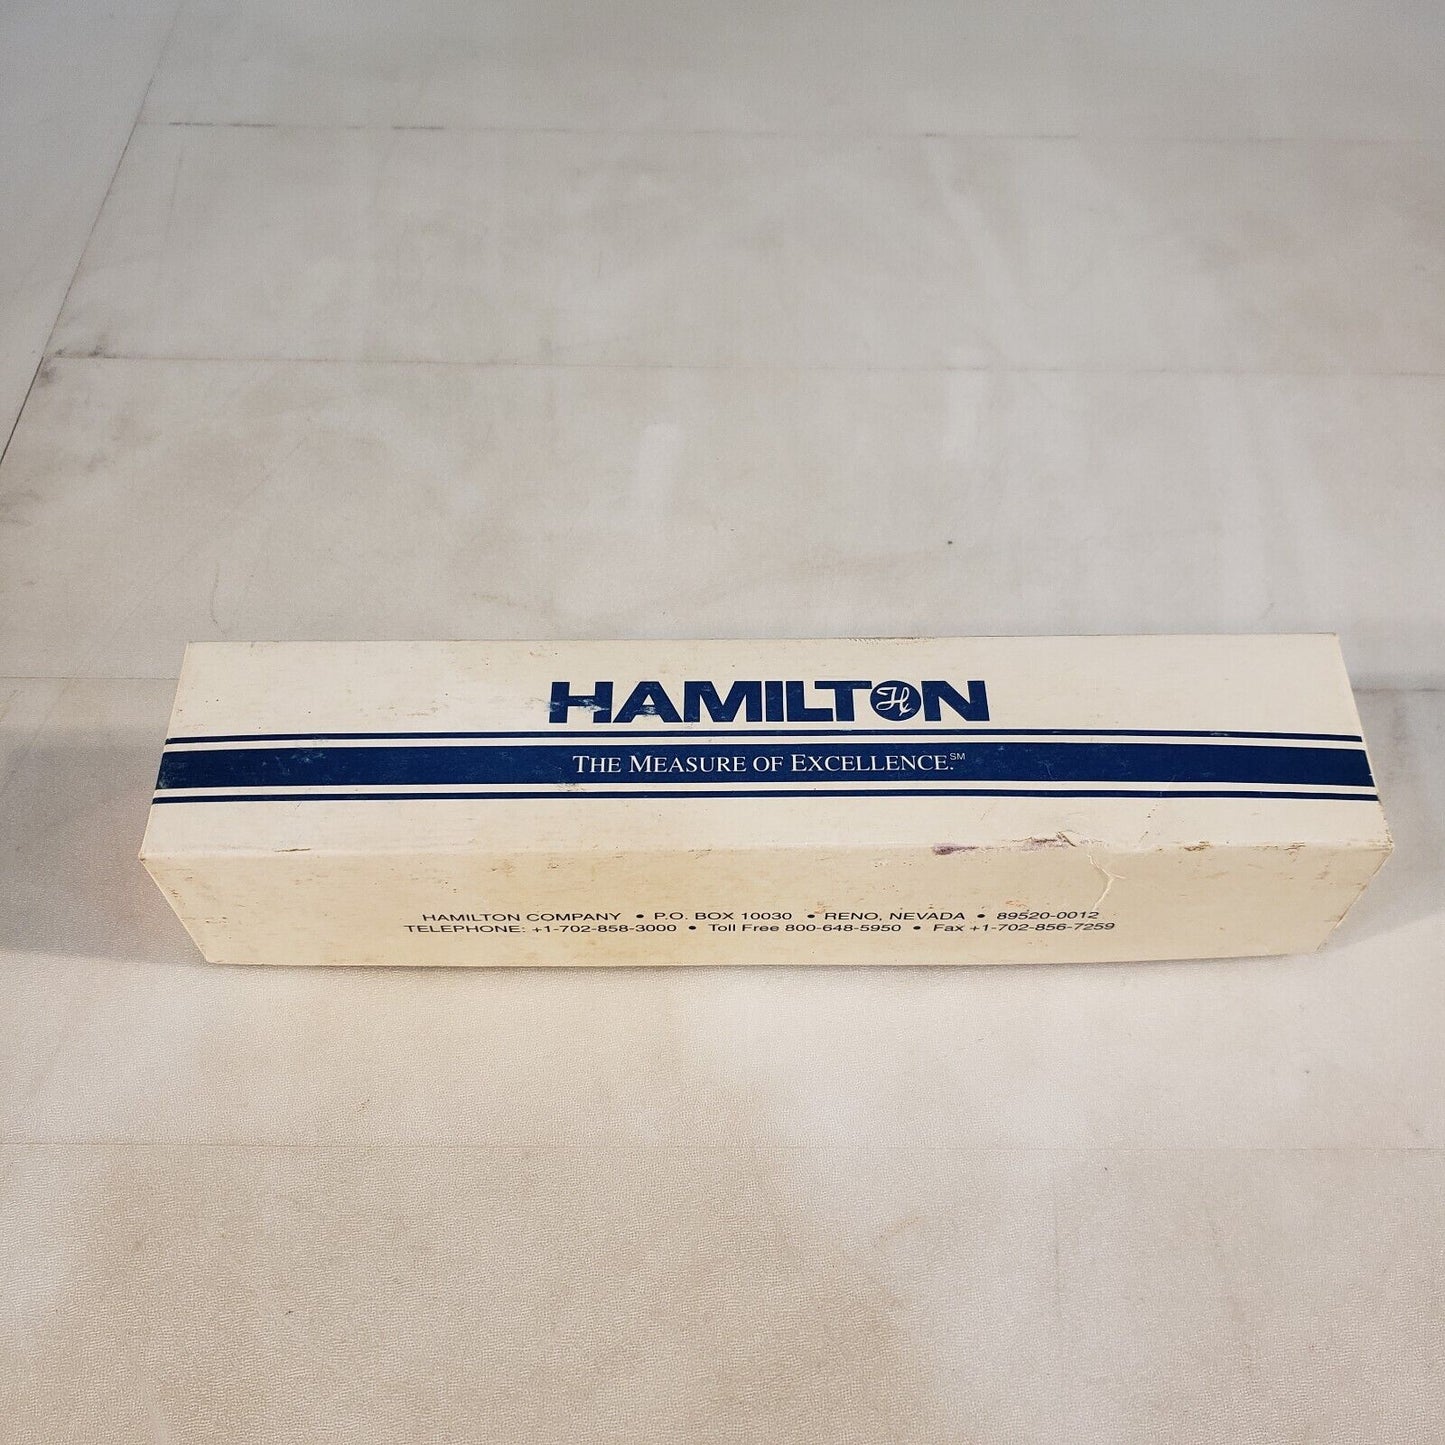 HAMILTON
THE MEASURE OF EXCELLENCE.SM
HAMILTON COMPANY • P.O. BOX 10030 • RENO, NEVADA • 89520-0012
TELEPHONE: +1-702-858-3000 • Toll Free 800-648-5950 • Fax +1-702-856-7259